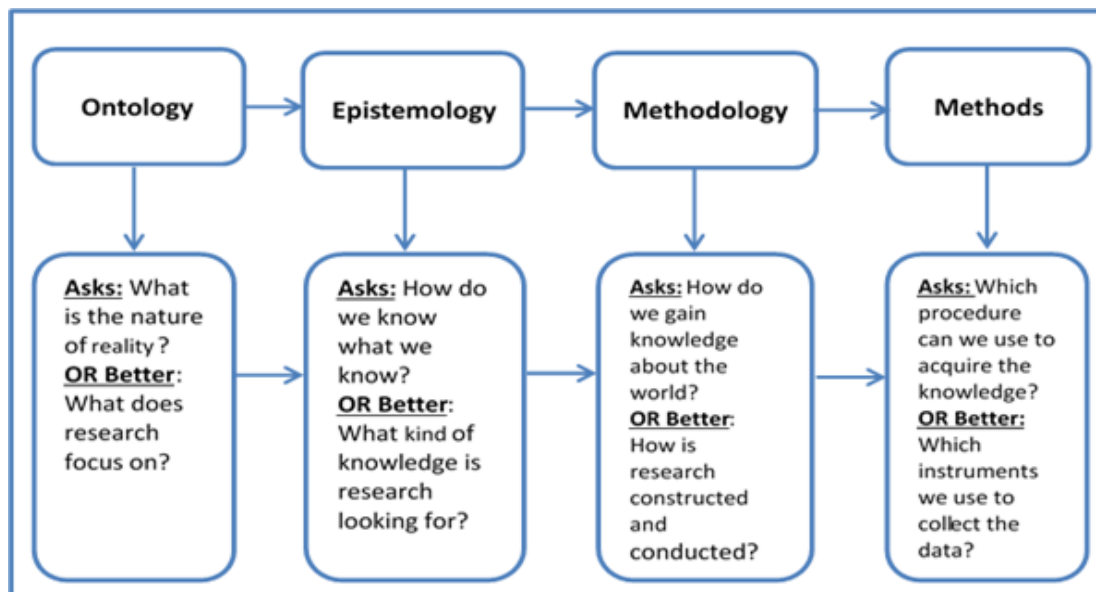 Ontology
Epistemology
Methodology
Methods
Asks: What
is the nature
of reality?
OR Better:
What does
research
focus on?
Asks: How do
we know
what we
know?
OR Better:
What kind of
knowledge is
research
looking for?
Asks: How do
we gain
knowledge
about the
world?
OR Better:
How is
research
constructed
and
conducted?
Asks: Which
procedure
can we use to
acquire the
knowledge?
OR Better:
Which
instruments
we use to
collect the
data?